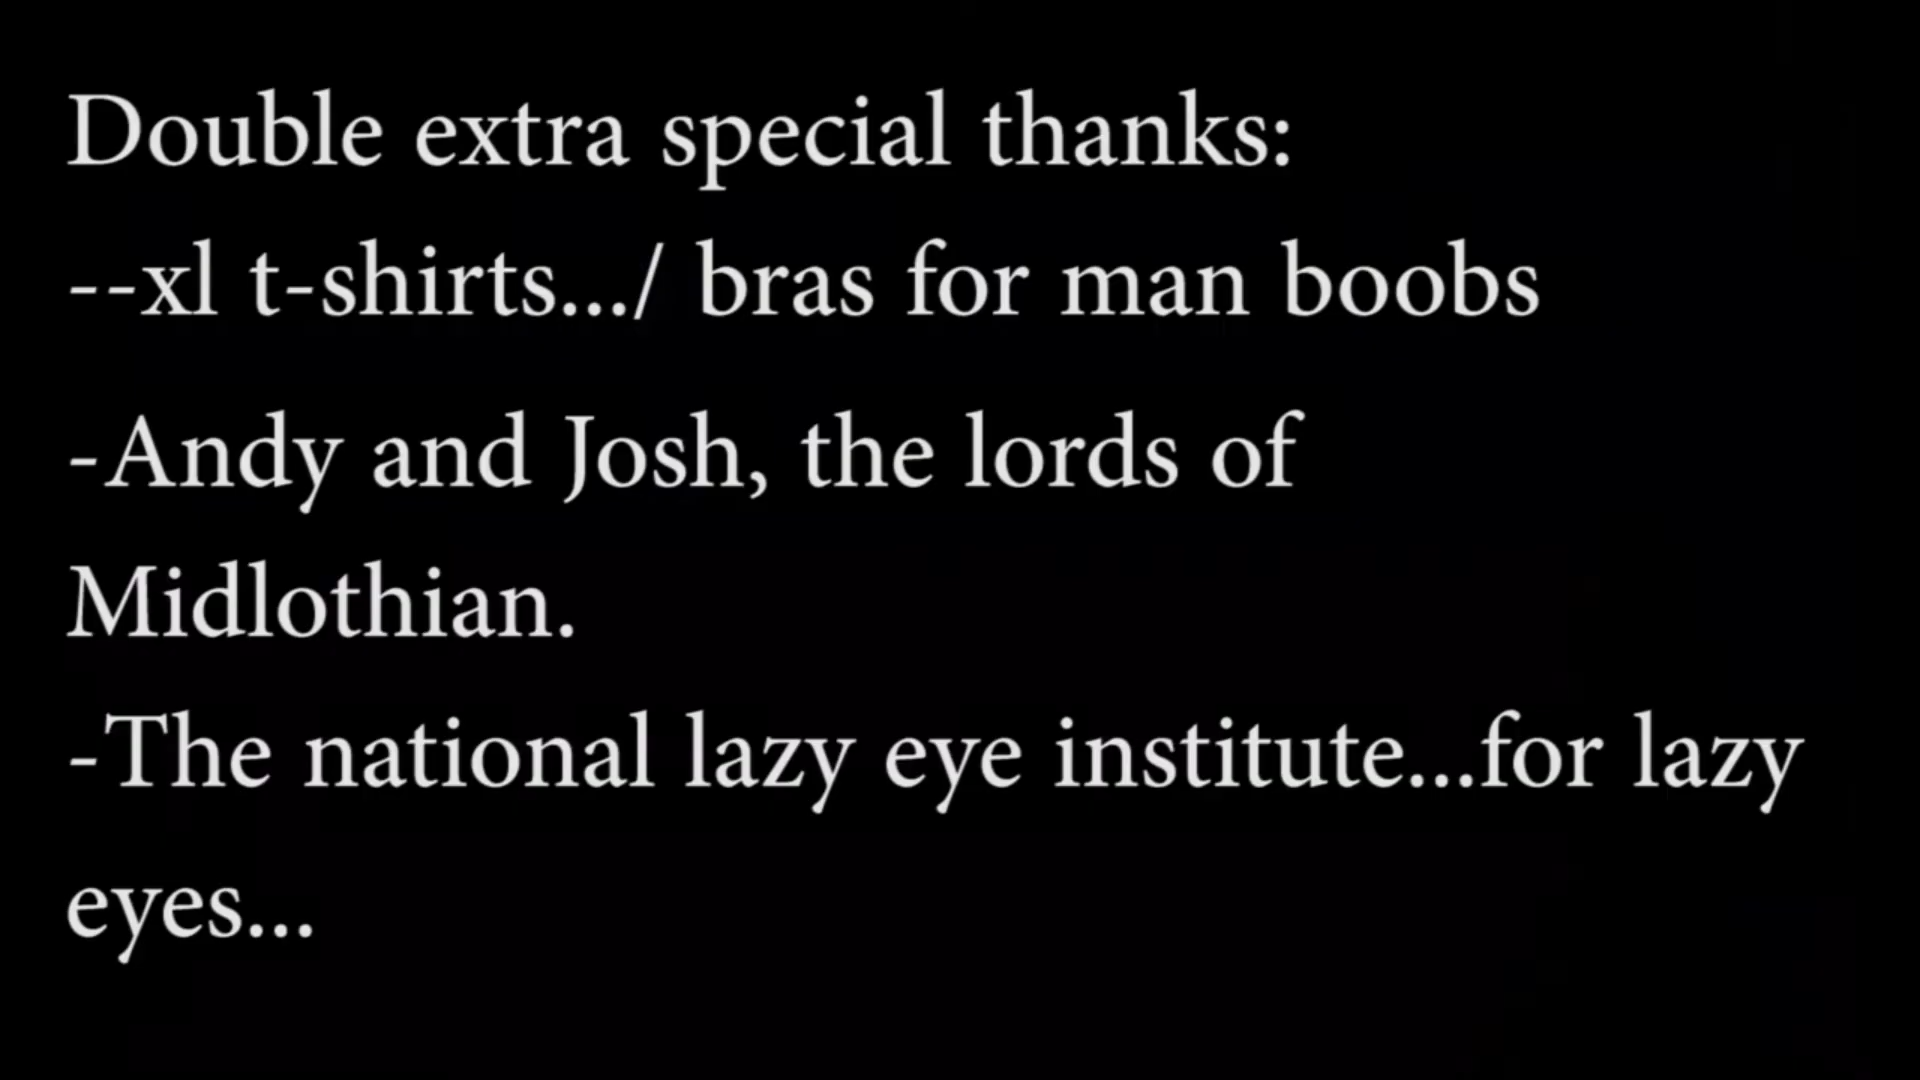 Double extra special thanks:
--xl t-shirts.../ bras for man boobs
-Andy and Josh, the lords of
Midlothian.
-The national lazy eye institute...for lazy
eyes...